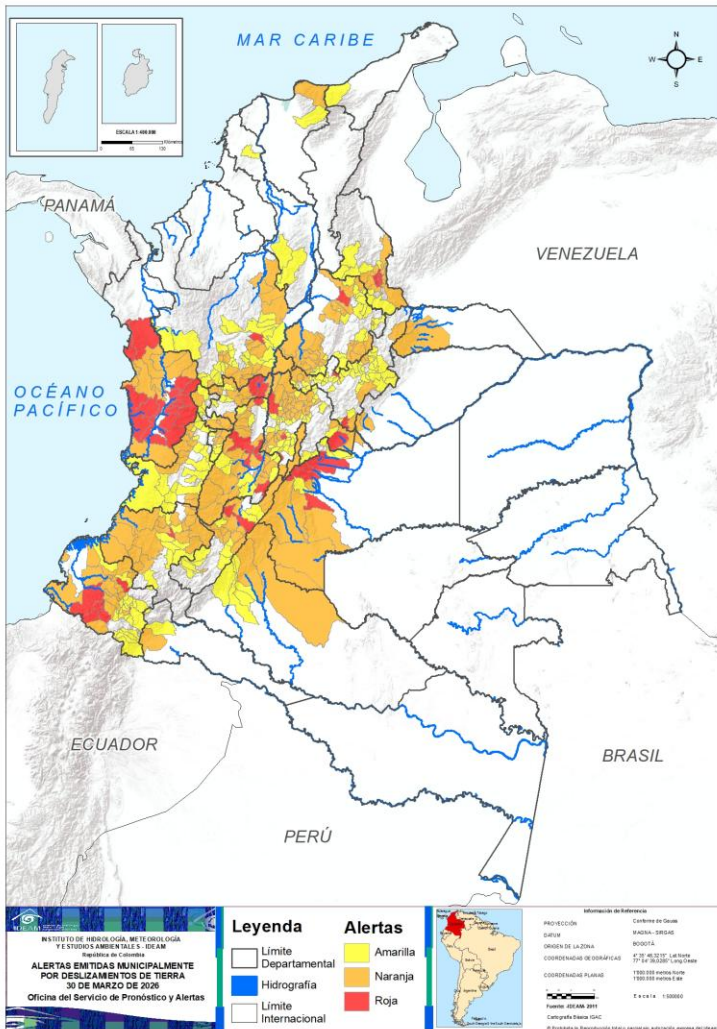 MAR CARIBE
N
W
E
S
ESCALA 1:400.000
PANAMÁ
VENEZUELA
OCÉANO
PACÍFICO
ECUADOR
BRASIL
PERÚ
IDEAM
INSTITUTO DE HIDROLOGÍA, METEOROLOGÍA
Y ESTUDIOS AMBIENTALES - IDEAM
República de Colombia
ALERTAS EMITIDAS MUNICIPALMENTE
POR DESLIZAMIENTOS DE TIERRA
30 DE MARZO DE 2026
Oficina del Servicio de Pronóstico y Alertas
Leyenda
Límite
Departamental
Hidrografía
Límite
Internacional
Alertas
Amarilla
Naranja
Roja
Brasil
Información de Referencia
PROYECCIÓN Conforme de Gauss
DATUM MAGNA - SIRGAS
ORIGEN DE LA ZONA BOGOTÁ
COORDENADAS GEOGRÁFICAS
COORDENADAS PLANAS
Escala
Fuente: IDEAM 2011
Cartografía Básica IGAC